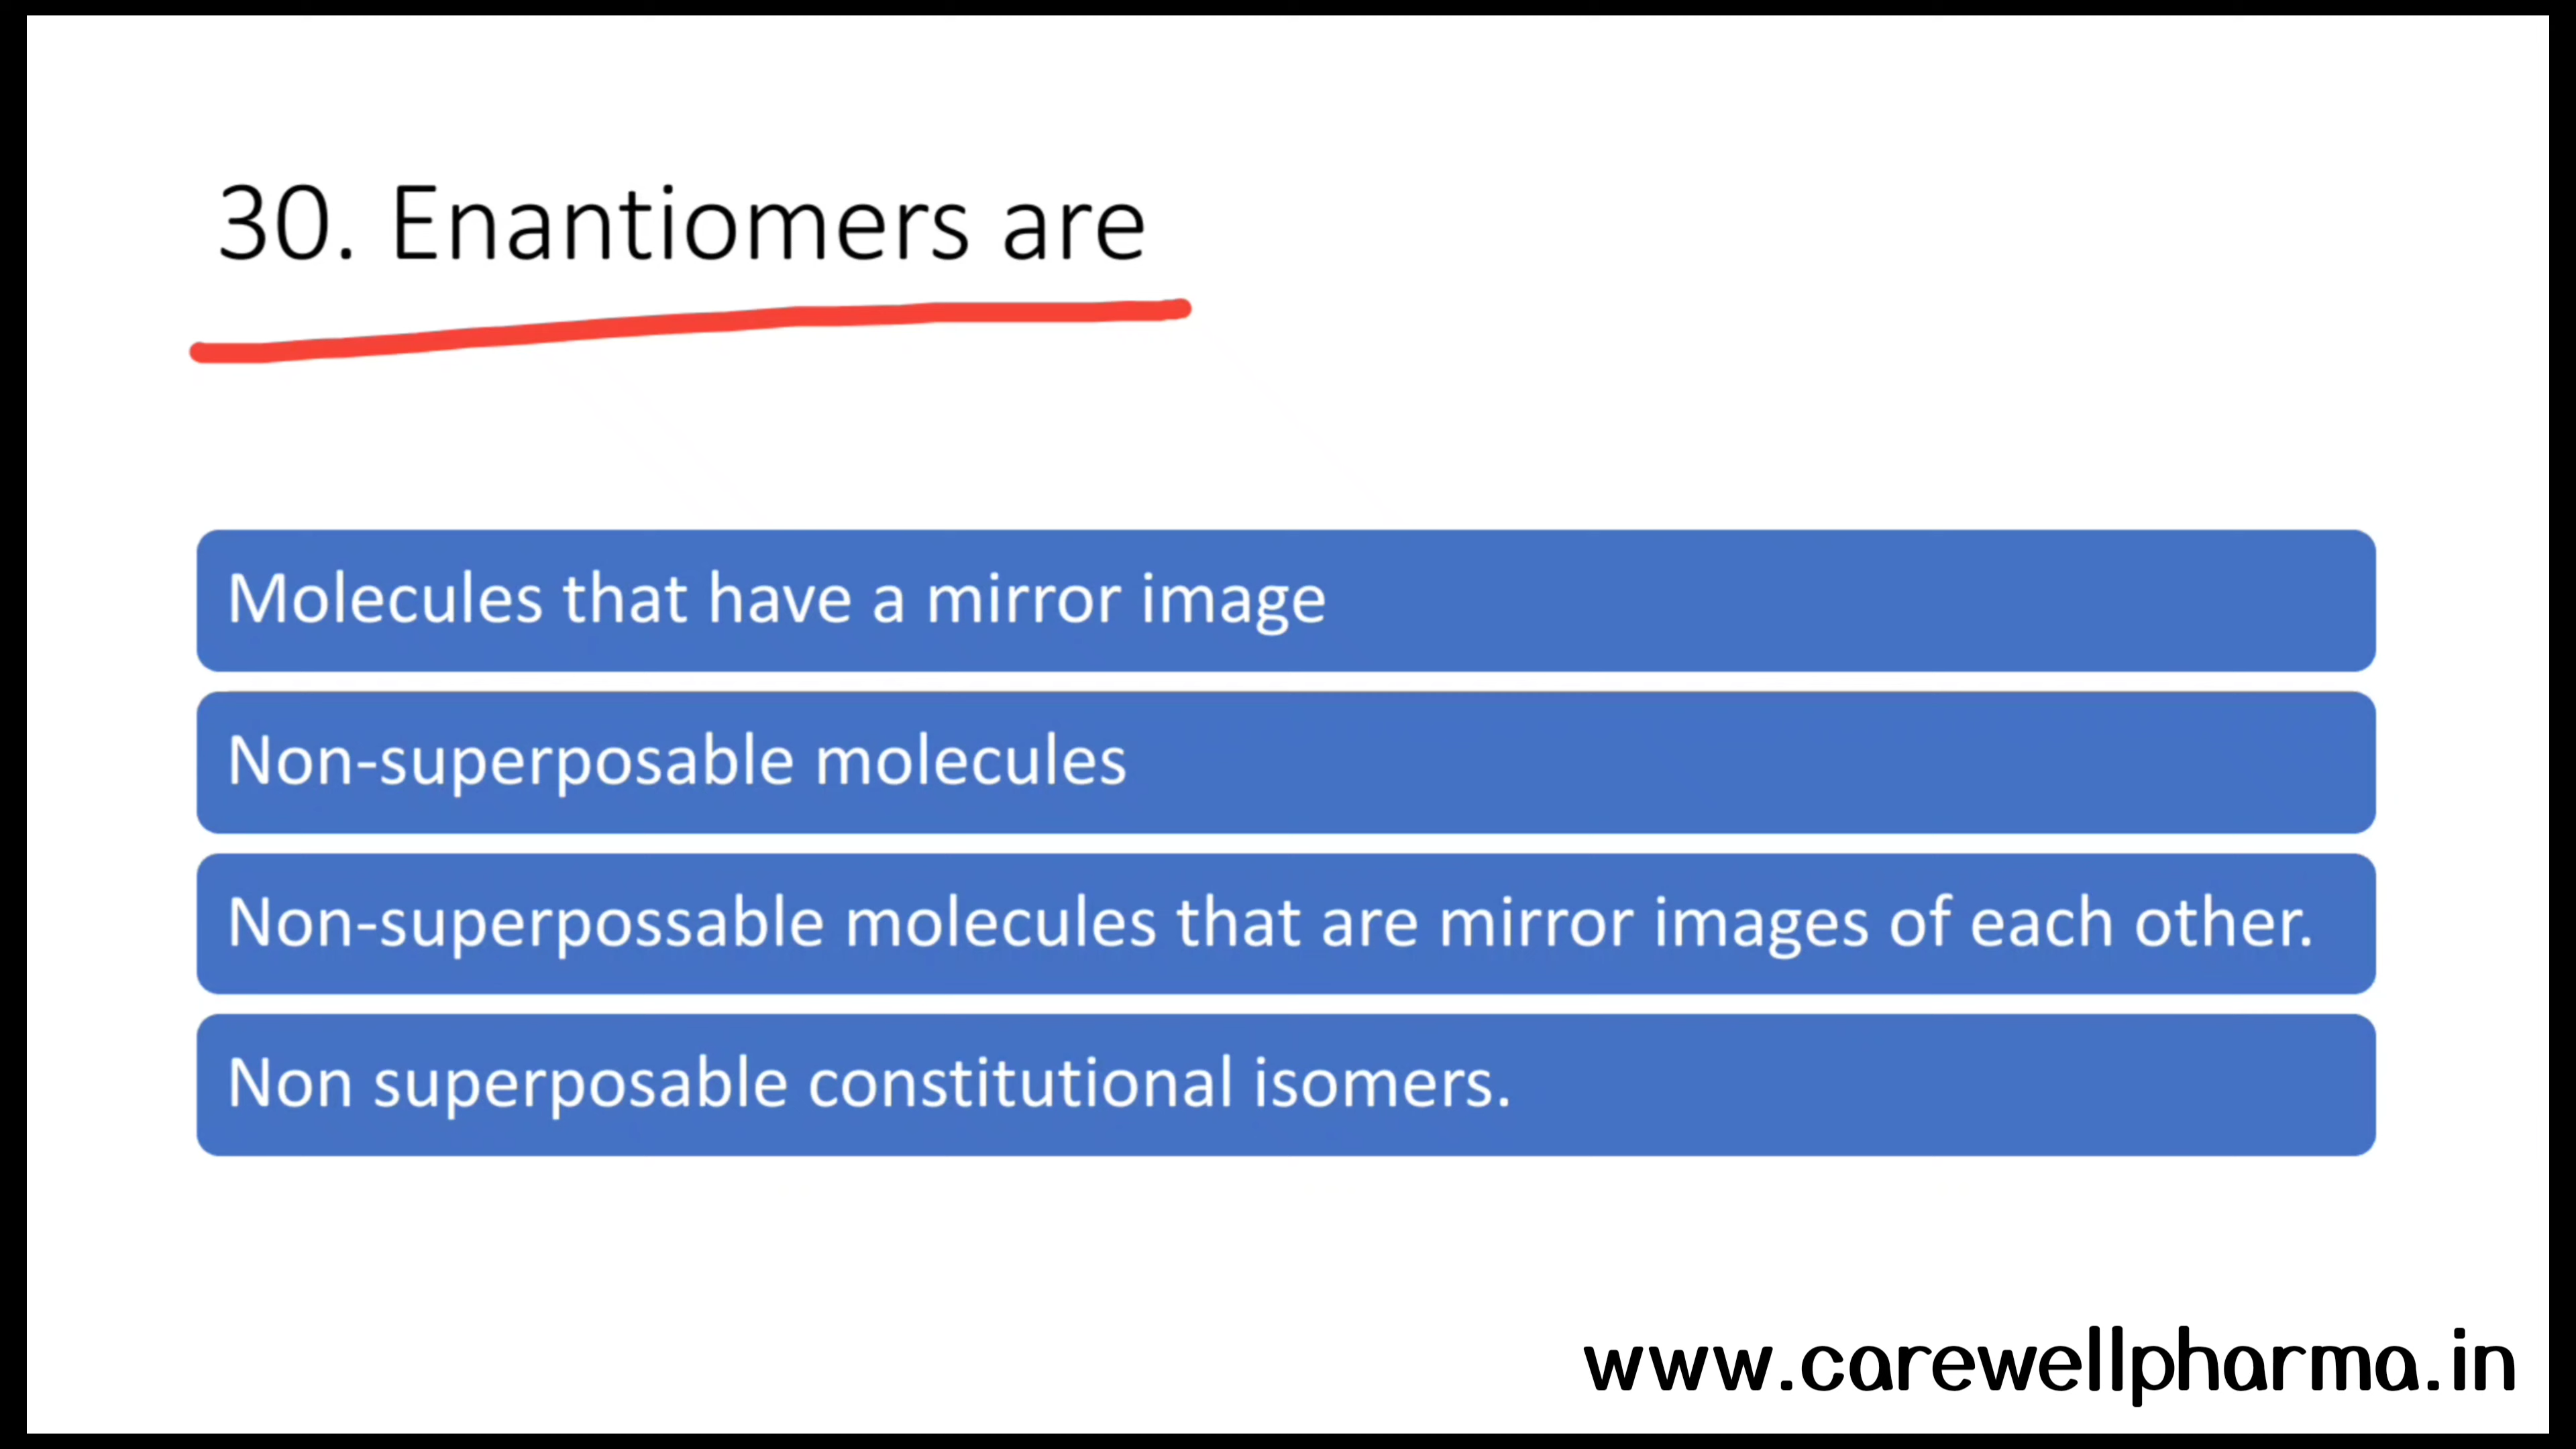 30. Enantiomers are
Molecules that have a mirror image
Non-superposable molecules
Non-superpossable molecules that are mirror images of each other.
Non superposable constitutional isomers.
www.carewellpharma.in